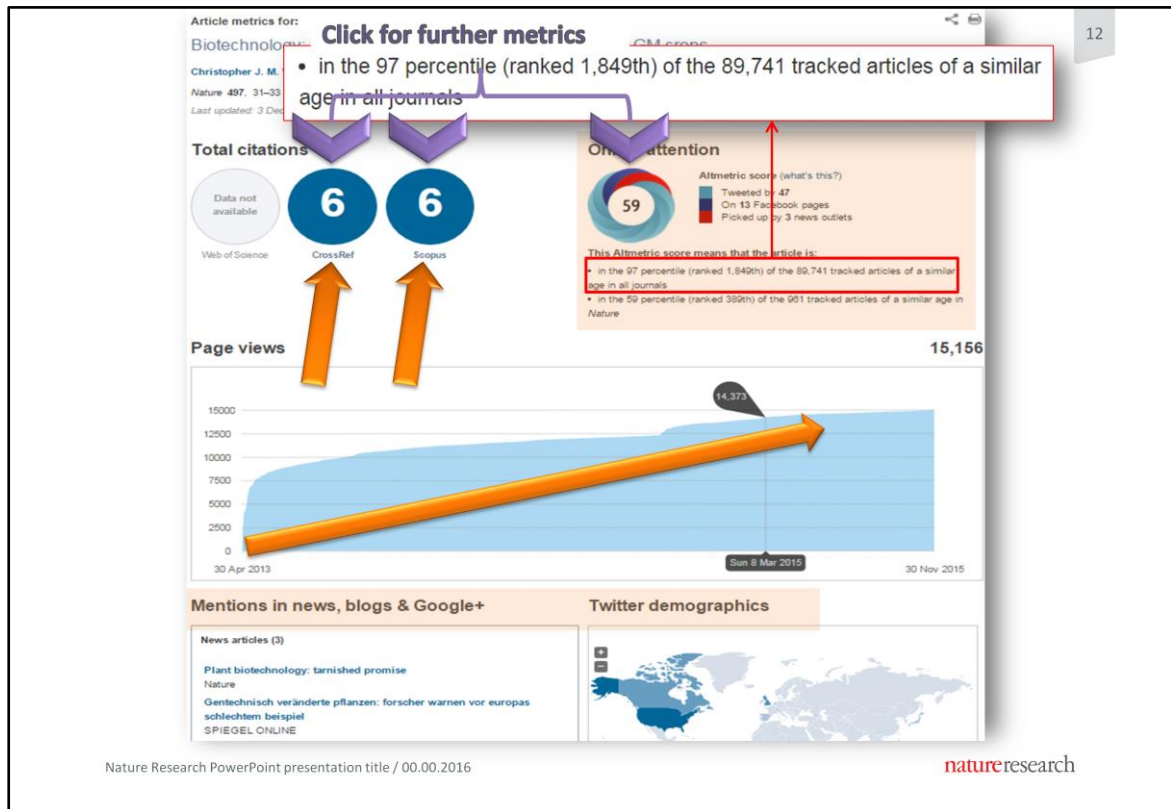 12
Article metrics for:
Click for further metrics
Biotechnology: GM crops
• in the 97 percentile (ranked 1,849th) of the 89,741 tracked articles of a similar
age in all journals
Christopher J. M.
Nature 497, 31–33
Last updated: 3 Dec
Total citations
Data not
available
6
6
Web of Science
CrossRef
Scopus
attention
59
Altmetric score (what's this?)
Tweeted by 47
On 13 Facebook pages
Picked up by 3 news outlets
This Altmetric score means that the article is:
• in the 97 percentile (ranked 1,849th) of the 89,741 tracked articles of a similar
age in all journals
• in the 59 percentile (ranked 389th) of the 961 tracked articles of a similar age in
Nature
Page views
15,156
14,373
15000
12500
10000
7500
5000
2500
0
30 Apr 2013
Sun 8 Mar 2015
30 Nov 2015
Mentions in news, blogs & Google+
News articles (3)
Plant biotechnology: tarnished promise
Nature
Gentechnisch veränderte pflanzen: forscher warnen vor europas
schlechtem beispiel
SPIEGEL ONLINE
Twitter demographics
+
−
Nature Research PowerPoint presentation title / 00.00.2016
natureresearch